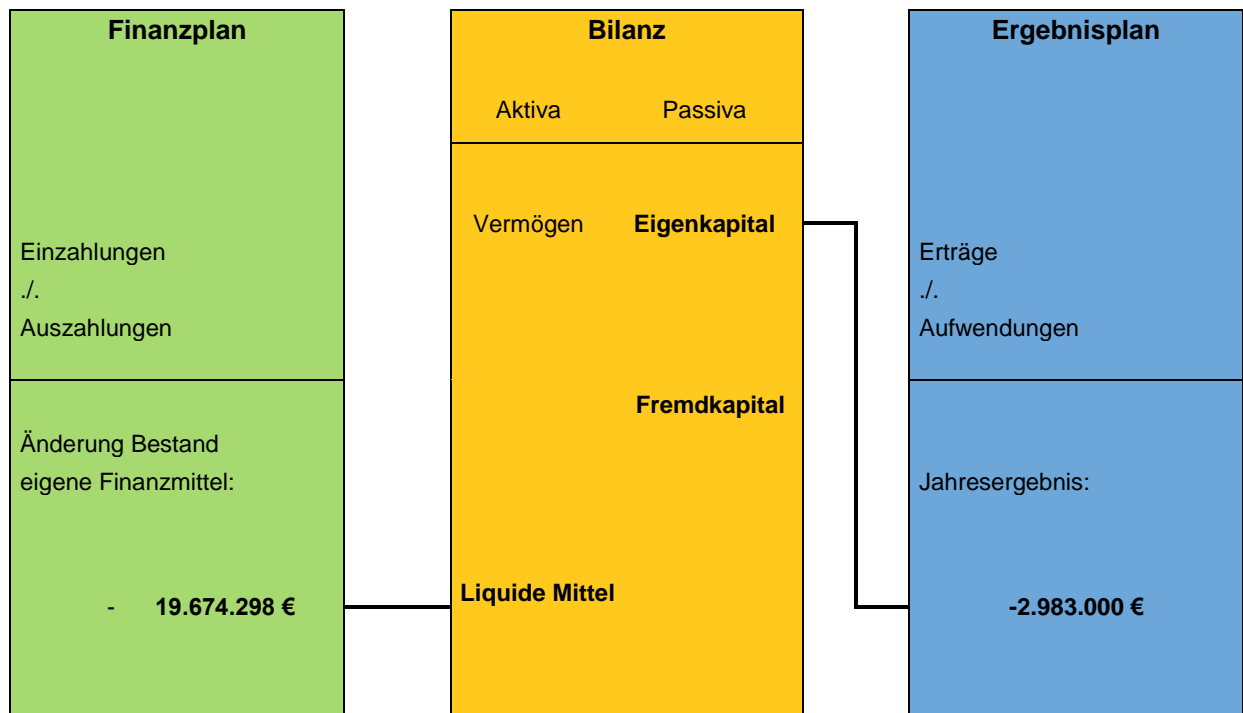 Finanzplan
Einzahlungen
./.
Auszahlungen
Änderung Bestand
eigene Finanzmittel:
- 19.674.298 €
Bilanz
Aktiva Passiva
Vermögen Eigenkapital
Fremdkapital
Liquide Mittel
Ergebnisplan
Erträge
./.
Aufwendungen
Jahresergebnis:
-2.983.000 €